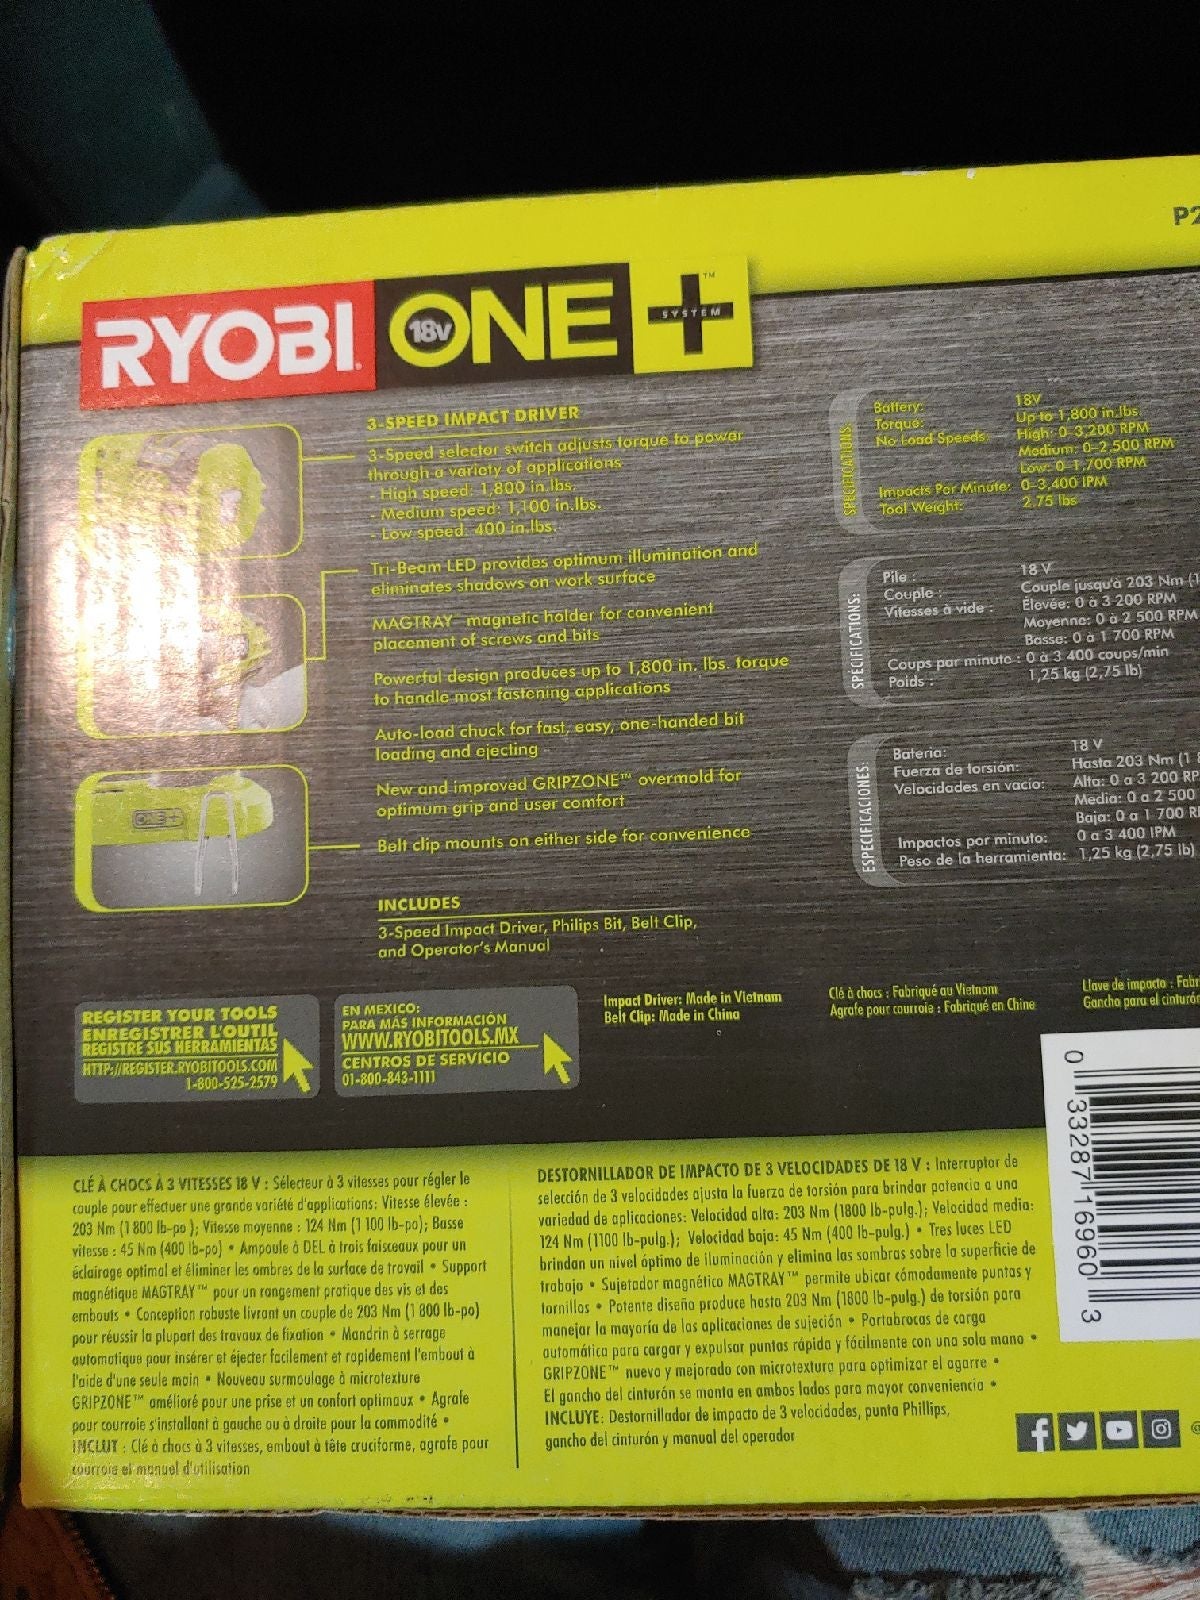 P2
RYOBI
18V ONE+
TM
SYSTEM
3-SPEED IMPACT DRIVER
3-Speed selector switch adjusts torque to power
through a variety of applications
- High speed: 1,800 in.lbs.
- Medium speed: 1,100 in.lbs.
- Low speed: 400 in.lbs.
Tri-Beam LED provides optimum illumination and
eliminates shadows on work surface
MAGTRAY™ magnetic holder for convenient
placement of screws and bits
Powerful design produces up to 1,800 in. lbs. torque
to handle most fastening applications
Auto-load chuck for fast, easy, one-handed bit
loading and ejecting
New and improved GRIPZONE™ overmold for
optimum grip and user comfort
Belt clip mounts on either side for convenience
ONE+
INCLUDES
3-Speed Impact Driver, Philips Bit, Belt Clip,
and Operator's Manual
SPECIFICATIONS:
Battery: 18V
Torque: Up to 1,800 in.lbs.
No Load Speeds: High: 0-3,200 RPM
Medium: 0-2,500 RPM
Low: 0-1,700 RPM
Impacts Per Minute: 0-3,400 IPM
Tool Weight: 2.75 lbs
SPÉCIFICATIONS:
Pile : 18 V
Couple : Couple jusqu'à 203 Nm (1
Vitesses à vide : Élevée: 0 à 3 200 RPM
Moyenne: 0 à 2 500 RPM
Basse: 0 à 1 700 RPM
Coups par minute : 0 à 3 400 coups/min
Poids : 1,25 kg (2,75 lb)
ESPECIFICACIONES:
Bateria: 18 V
Fuerza de torsión: Hasta 203 Nm (1 8
Velocidades en vacío: Alta: 0 a 3 200 RP
Media: 0 a 2 500
Baja: 0 a 1 700 R
Impactos por minuto: 0 a 3 400 IPM
Peso de la herramienta: 1,25 kg (2,75 lb)
REGISTER YOUR TOOLS
ENREGISTRER L'OUTIL
REGISTRE SUS HERRAMIENTAS
HTTP://REGISTER.RYOBITOOLS.COM
1-800-525-2579
EN MEXICO:
PARA MÁS INFORMACIÓN
WWW.RYOBITOOLS.MX
CENTROS DE SERVICIO
01-800-843-1111
Impact Driver: Made in Vietnam
Belt Clip: Made in China
Clé à chocs : Fabriqué au Vietnam
Agrafe pour courroie : Fabriqué en Chine
Llave de impacto : Fabr
Gancho para el cinturó
0 33287 16960 3
CLÉ À CHOCS À 3 VITESSES 18 V : Sélecteur à 3 vitesses pour régler le
couple pour effectuer une grande variété d'applications: Vitesse élevée :
203 Nm (1 800 lb-po ); Vitesse moyenne : 124 Nm (1 100 lb-po); Basse
vitesse : 45 Nm (400 lb-po) • Ampoule à DEL à trois faisceaux pour un
éclairage optimal et éliminer les ombres de la surface de travail • Support
magnétique MAGTRAY™ pour un rangement pratique des vis et des
embouts • Conception robuste livrant un couple de 203 Nm (1 800 lb-po)
pour réussir la plupart des travaux de fixation • Mandrin à serrage
automatique pour insérer et éjecter facilement et rapidement l'embout à
l'aide d'une seule main • Nouveau surmoulage à microtexture
GRIPZONE™ amélioré pour une prise et un confort optimaux • Agrafe
pour courroie s'installant à gauche ou à droite pour la commodité •
INCLUT : Clé à chocs à 3 vitesses, embout à tête cruciforme, agrafe pour
courroie et manuel d'utilisation
DESTORNILLADOR DE IMPACTO DE 3 VELOCIDADES DE 18 V : Interruptor de
selección de 3 velocidades ajusta la fuerza de torsión para brindar potencia a una
variedad de aplicaciones: Velocidad alta: 203 Nm (1800 lb-pulg.); Velocidad media:
124 Nm (1100 lb-pulg.); Velocidad baja: 45 Nm (400 lb-pulg.) • Tres luces LED
brindan un nivel óptimo de iluminación y elimina las sombras sobre la superficie de
trabajo • Sujetador magnético MAGTRAY™ permite ubicar cómodamente puntas y
tornillos • Potente diseño produce hasta 203 Nm (1800 lb-pulg.) de torsión para
manejar la mayoría de las aplicaciones de sujeción • Portabrocas de carga
automática para cargar y expulsar puntas rápida y fácilmente con una sola mano •
GRIPZONE™ nuevo y mejorado con microtextura para optimizar el agarre •
El gancho del cinturón se monta en ambos lados para mayor conveniencia •
INCLUYE: Destornillador de impacto de 3 velocidades, punta Phillips,
gancho del cinturón y manual del operador
@